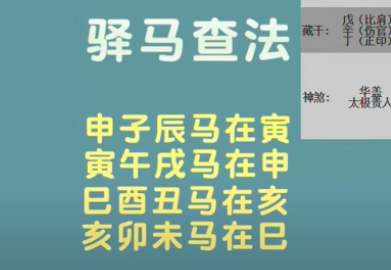 驿马查法
申子辰马在寅
寅午戌马在申
巳酉丑马在亥
亥卯未马在巳
藏干：
戊（比肩）
辛（伤官）
丁（正印）
神煞：
华盖
太极贵人